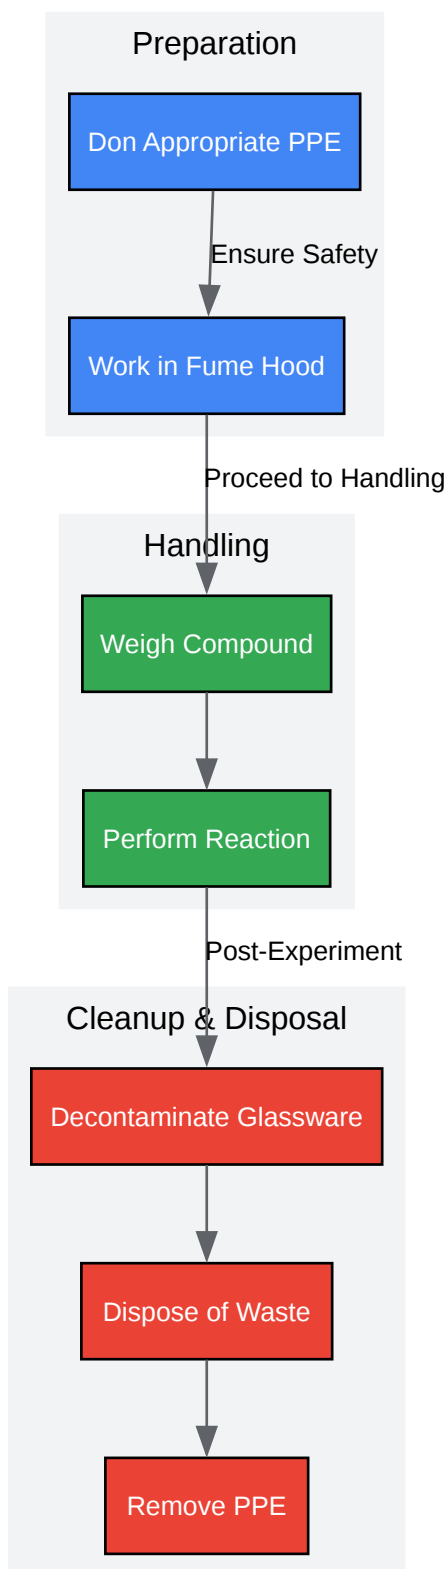 Preparation
Don Appropriate PPE
Ensure Safety
Work in Fume Hood
Proceed to Handling
Handling
Weigh Compound
Perform Reaction
Post-Experiment
Cleanup & Disposal
Decontaminate Glassware
Dispose of Waste
Remove PPE